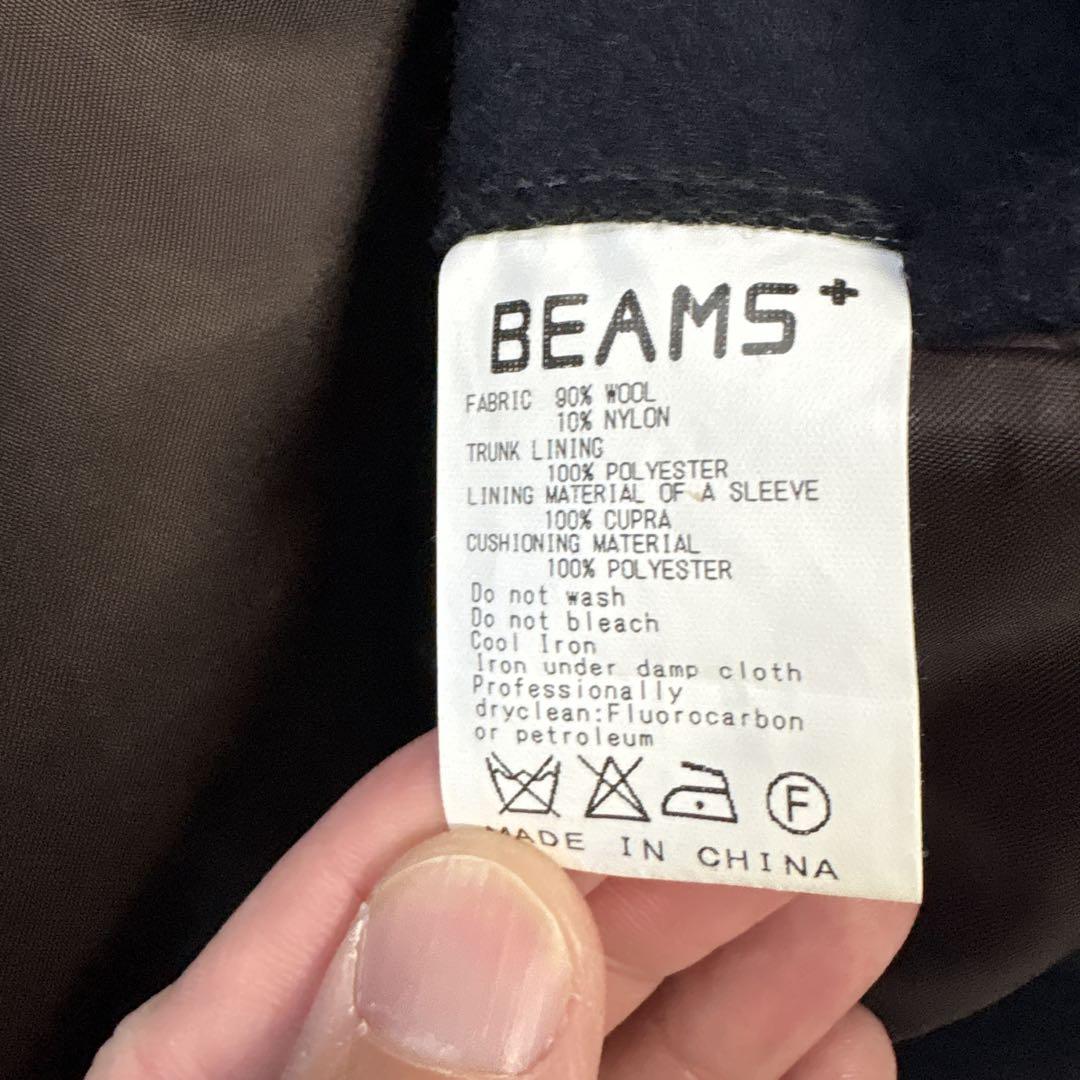 BEAMS+
FABRIC 90% WOOL
10% NYLON
TRUNK LINING
100% POLYESTER
LINING MATERIAL OF A SLEEVE
100% CUPRA
CUSHIONING MATERIAL
100% POLYESTER
Do not wash
Do not bleach
Cool Iron
Iron under damp cloth
Professionally
dryclean:Fluorocarbon
or petroleum
F
MADE IN CHINA